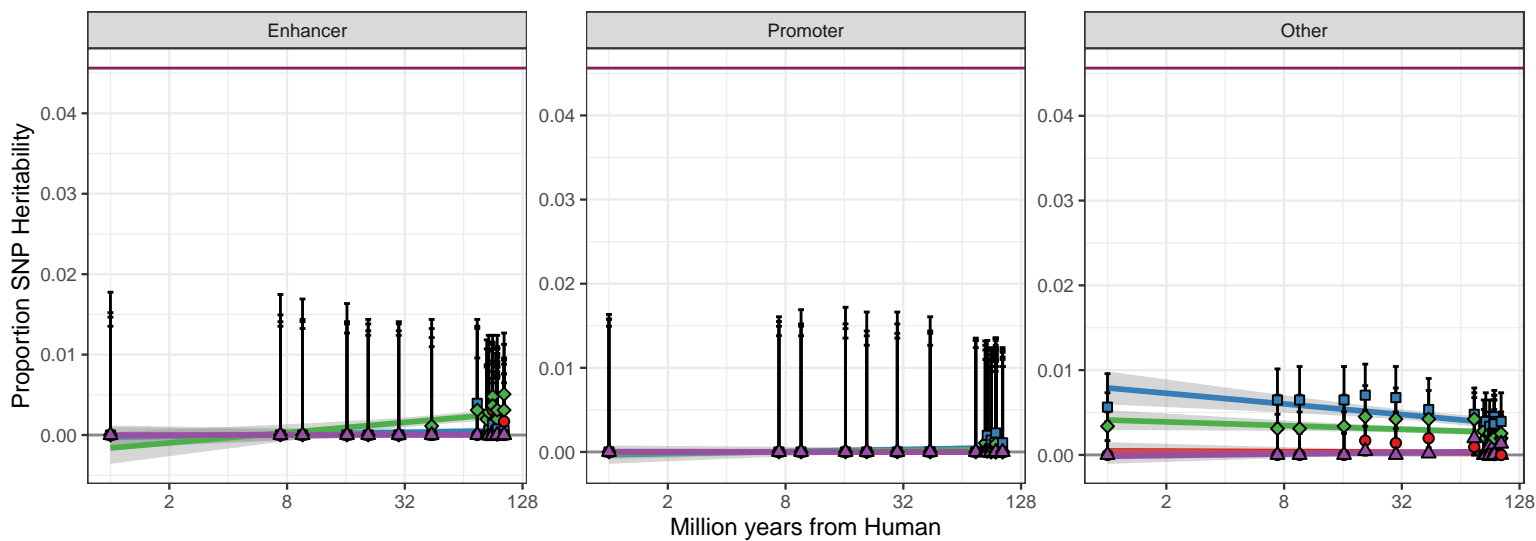 Enhancer Promoter Other
Proportion SNP Heritability
0.04 0.04 0.04
0.03 0.03 0.03
0.02 0.02 0.02
0.01 0.01 0.01
0.00 0.00 0.00
2 8 32 128 2 8 32 128 2 8 32 128
Million years from Human